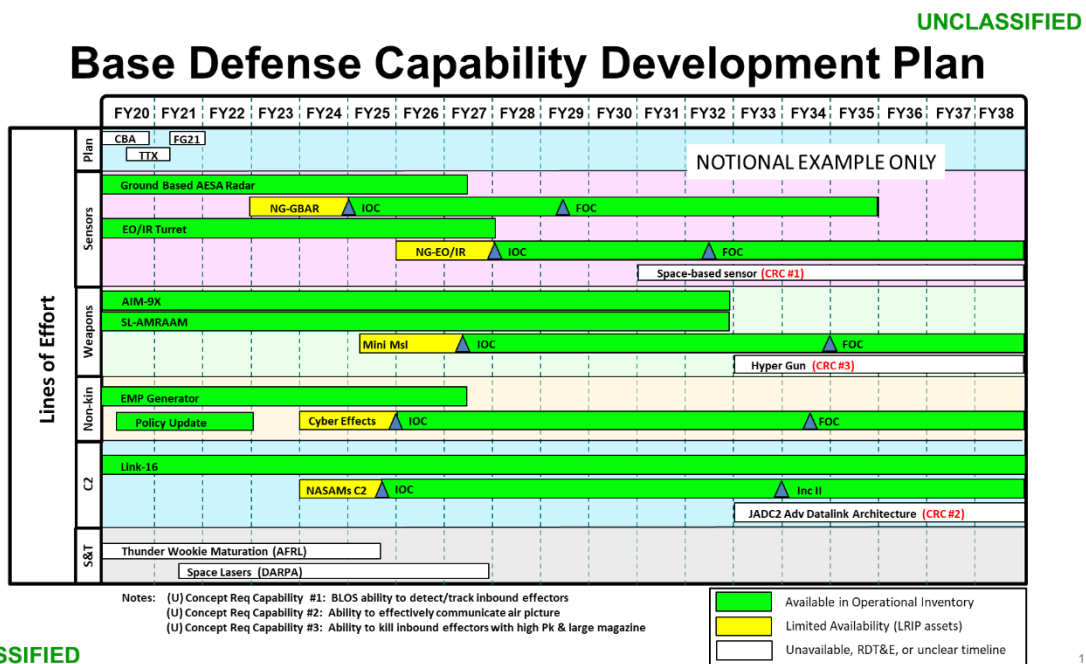 UNCLASSIFIED
Base Defense Capability Development Plan
FY20 FY21 FY22 FY23 FY24 FY25 FY26 FY27 FY28 FY29 FY30 FY31 FY32 FY33 FY34 FY35 FY36 FY37 FY38
Lines of Effort
Plan
CBA FG21
TTX
NOTIONAL EXAMPLE ONLY
Sensors
Ground Based AESA Radar
NG-GBAR IOC FOC
EO/IR Turret
NG-EO/IR IOC FOC
Space-based sensor (CRC #1)
Weapons
AIM-9X
SL-AMRAAM
Mini Msl IOC FOC
Hyper Gun (CRC #3)
Non-kin
EMP Generator
Policy Update Cyber Effects IOC FOC
C2
Link-16
NASAMs C2 IOC Inc II
JADC2 Adv Datalink Architecture (CRC #2)
S&T
Thunder Wookie Maturation (AFRL)
Space Lasers (DARPA)
Notes: (U) Concept Req Capability #1: BLOS ability to detect/track inbound effectors
(U) Concept Req Capability #2: Ability to effectively communicate air picture
(U) Concept Req Capability #3: Ability to kill inbound effectors with high Pk & large magazine
Available in Operational Inventory
Limited Availability (LRIP assets)
Unavailable, RDT&E, or unclear timeline
SSIFIED
1